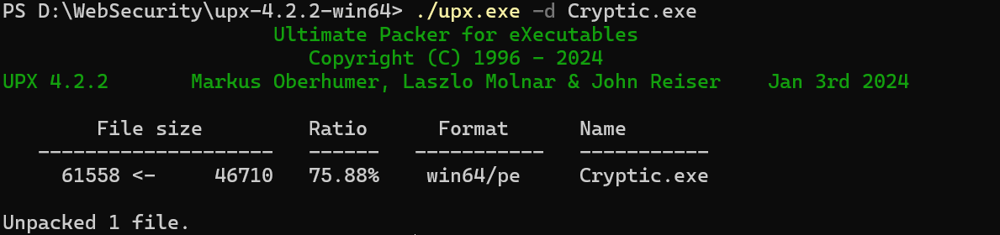 PS D:\WebSecurity\upx-4.2.2-win64> ./upx.exe -d Cryptic.exe
Ultimate Packer for eXecutables
Copyright (C) 1996 - 2024
UPX 4.2.2       Markus Oberhumer, Laszlo Molnar & John Reiser    Jan 3rd 2024
File size         Ratio      Format      Name
--------------------   ------   -----------   -----------
61558 <-     46710   75.88%    win64/pe     Cryptic.exe
Unpacked 1 file.